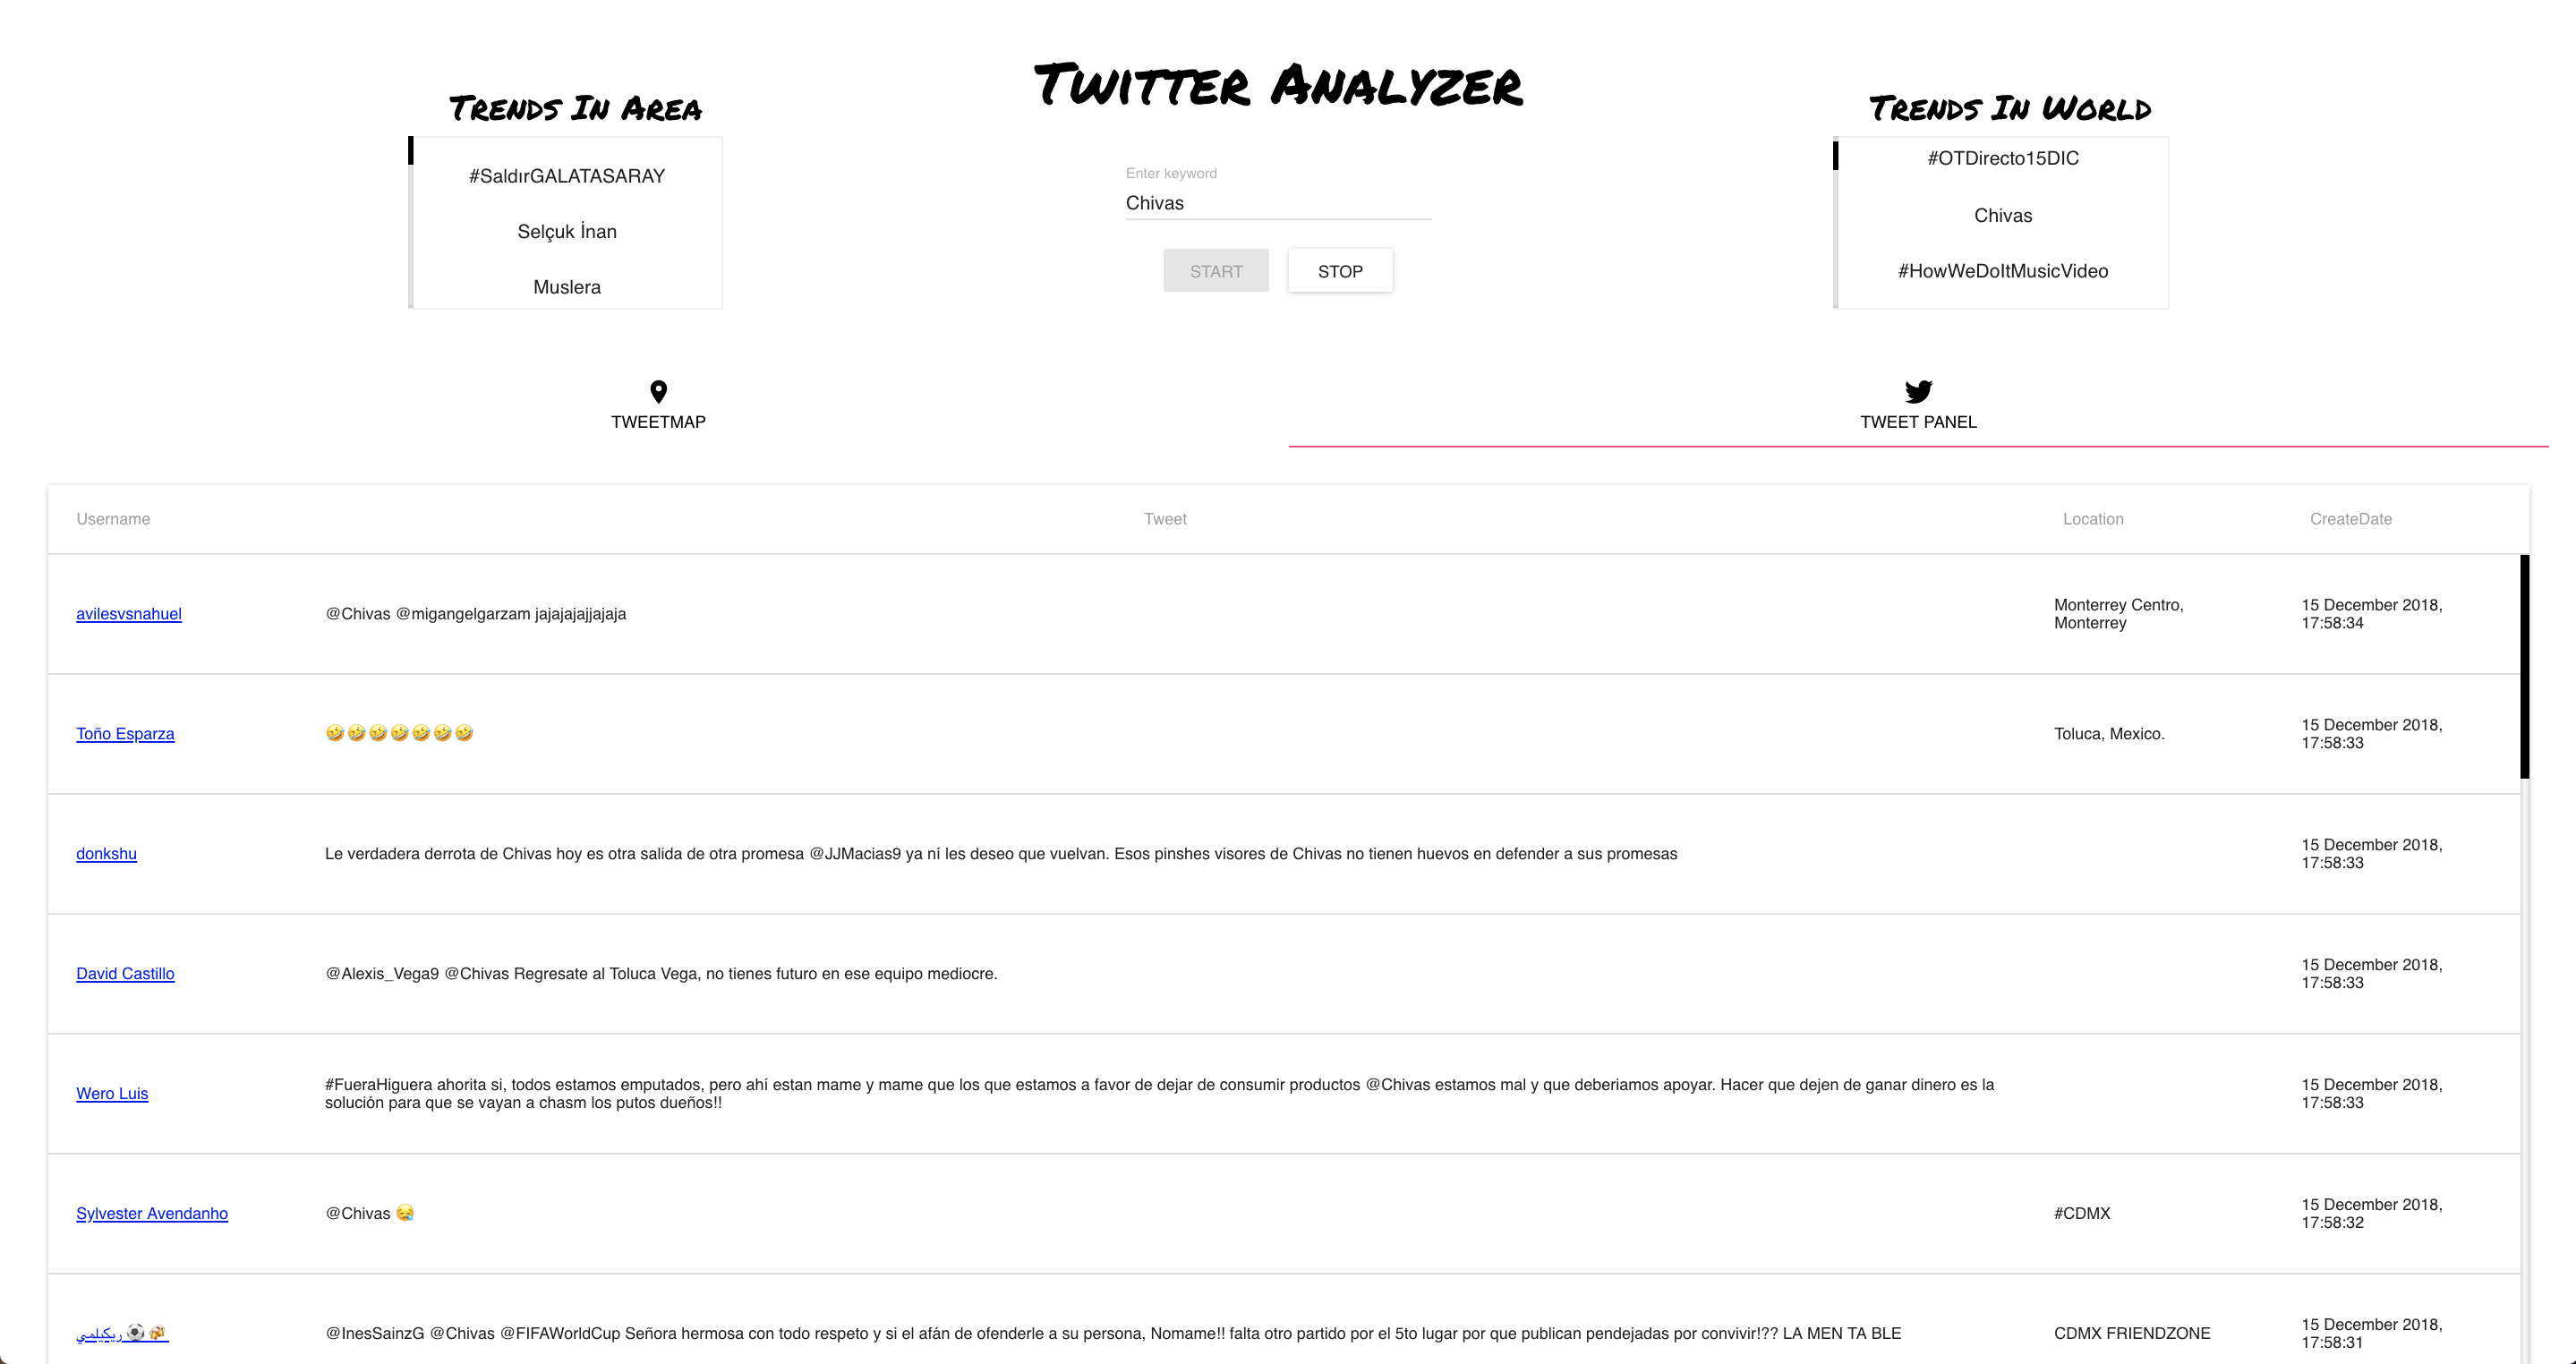 Twitter Analyzer
Trends In Area
#SaldırGALATASARAY
Selçuk İnan
Muslera
Enter keyword
Chivas
START
STOP
Trends In World
#OTDirecto15DIC
Chivas
#HowWeDoItMusicVideo
TWEETMAP
TWEET PANEL
Username
Tweet
Location
CreateDate
avilesvsnahuel
@Chivas @migangelgarzam jajajajajjajaja
Monterrey Centro,
Monterrey
15 December 2018,
17:58:34
Toño Esparza
🤣🤣🤣🤣🤣🤣🤣
Toluca, Mexico.
15 December 2018,
17:58:33
donkshu
Le verdadera derrota de Chivas hoy es otra salida de otra promesa @JJMacias9 ya ní les deseo que vuelvan. Esos pinshes visores de Chivas no tienen huevos en defender a sus promesas
15 December 2018,
17:58:33
David Castillo
@Alexis_Vega9 @Chivas Regresate al Toluca Vega, no tienes futuro en ese equipo mediocre.
15 December 2018,
17:58:33
Wero Luis
#FueraHiguera ahorita si, todos estamos emputados, pero ahí estan mame y mame que los que estamos a favor de dejar de consumir productos @Chivas estamos mal y que deberiamos apoyar. Hacer que dejen de ganar dinero es la
solución para que se vayan a chasm los putos dueños!!
15 December 2018,
17:58:33
Sylvester Avendanho
@Chivas 😪
#CDMX
15 December 2018,
17:58:32
ريكيلمي ⚽🍻
@InesSainzG @Chivas @FIFAWorldCup Señora hermosa con todo respeto y si el afán de ofenderle a su persona, Nomame!! falta otro partido por el 5to lugar por que publican pendejadas por convivir!?? LA MEN TA BLE
CDMX FRIENDZONE
15 December 2018,
17:58:31